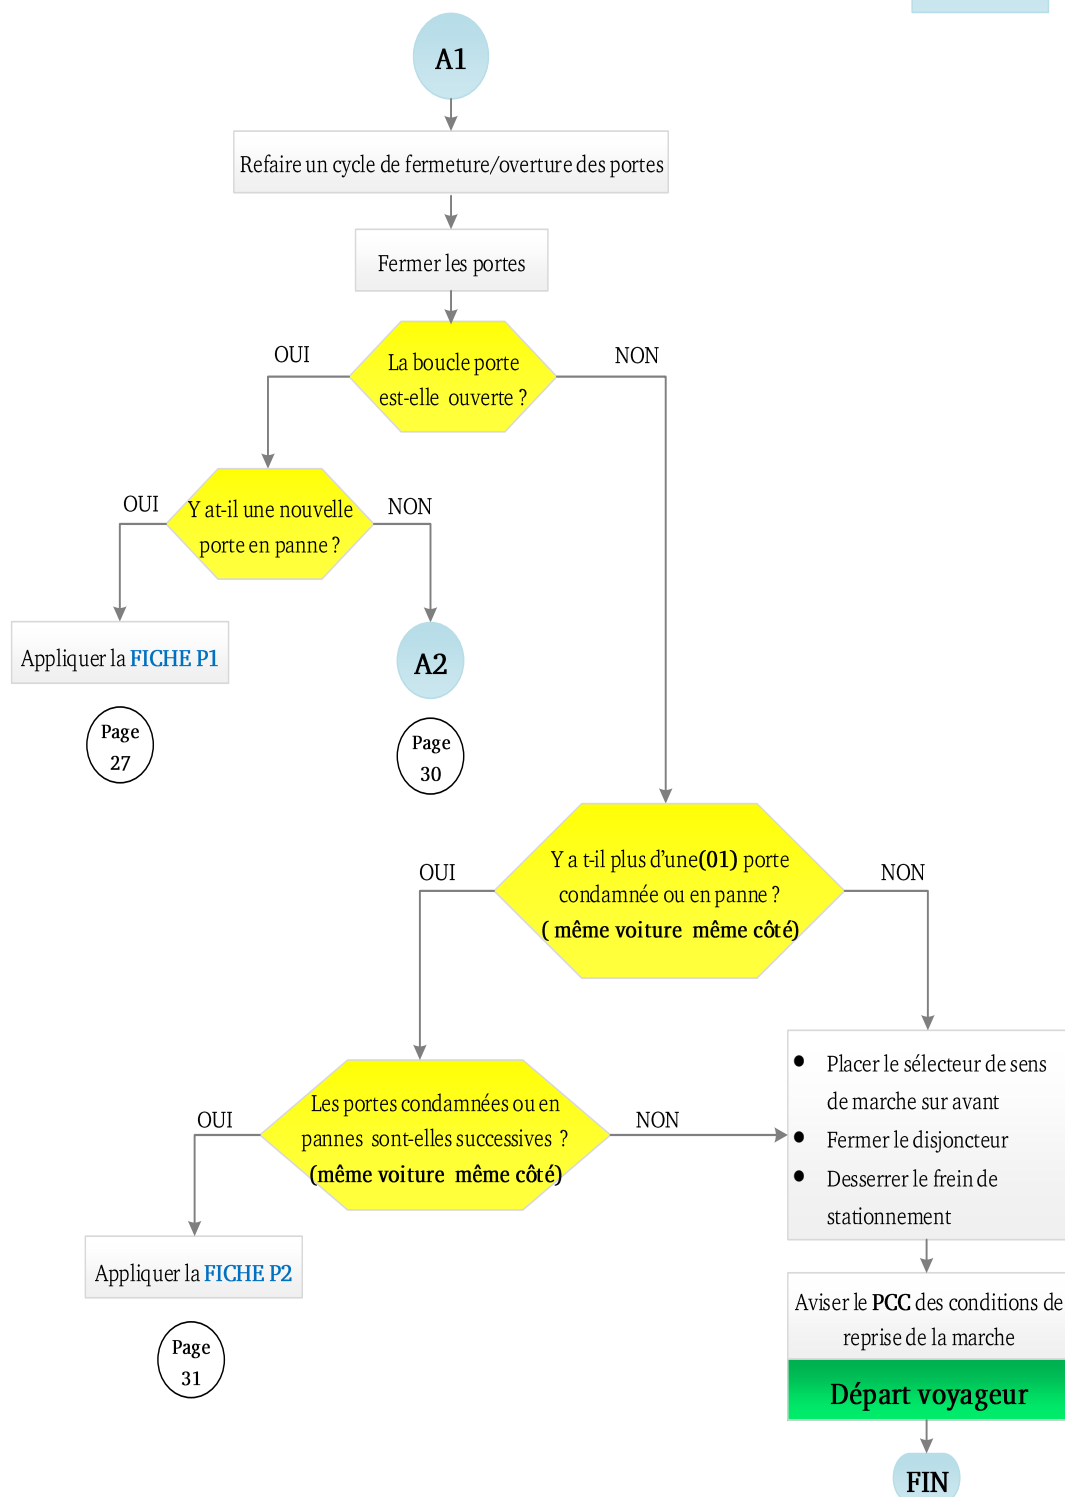 A1
Refaire un cycle de fermeture/overture des portes
Fermer les portes
La boucle porte
est-elle ouverte ?
OUI
NON
Y at-il une nouvelle
porte en panne ?
OUI
NON
Appliquer la FICHE P1
A2
Page
27
Page
30
Y a t-il plus d'une(01) porte
condamnée ou en panne ?
( même voiture même côté)
OUI
NON
Les portes condamnées ou en
pannes sont-elles successives ?
(même voiture même côté)
OUI
NON
● Placer le sélecteur de sens
de marche sur avant
● Fermer le disjoncteur
● Desserrer le frein de
stationnement
Appliquer la FICHE P2
Page
31
Aviser le PCC des conditions de
reprise de la marche
Départ voyageur
FIN